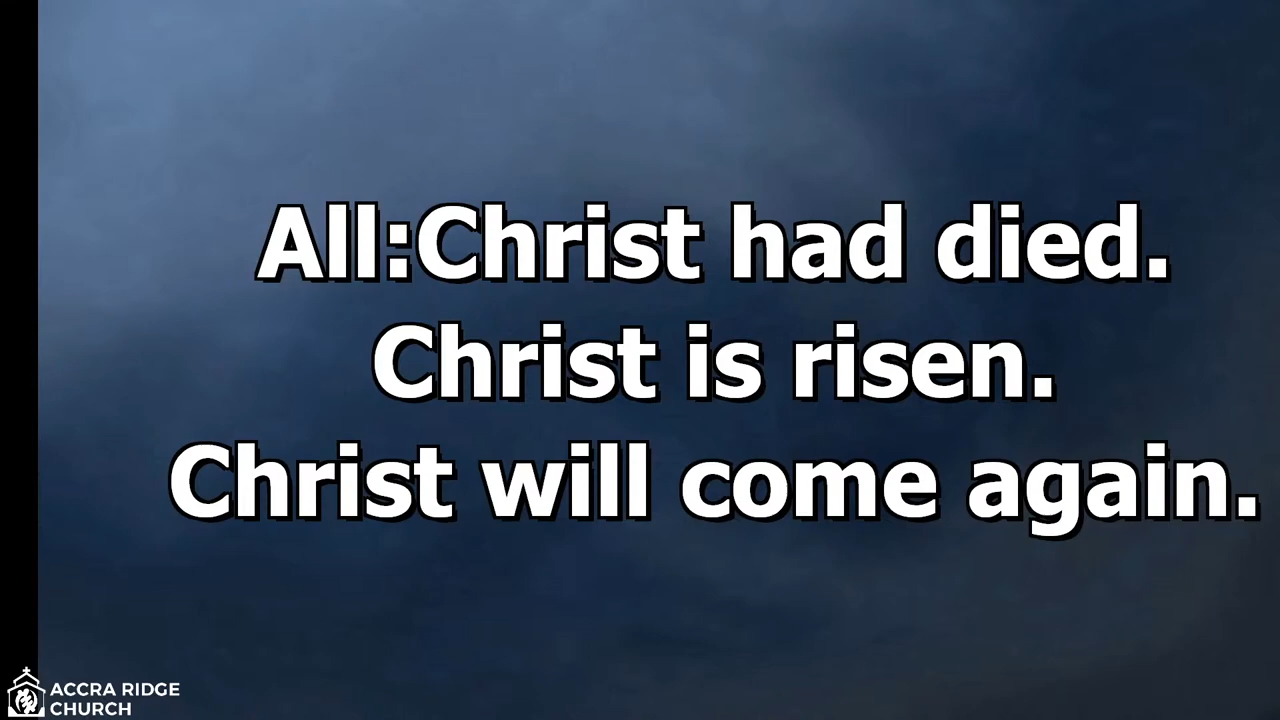 All:Christ had died.
Christ is risen.
Christ will come again.
ACCRA RIDGE
CHURCH